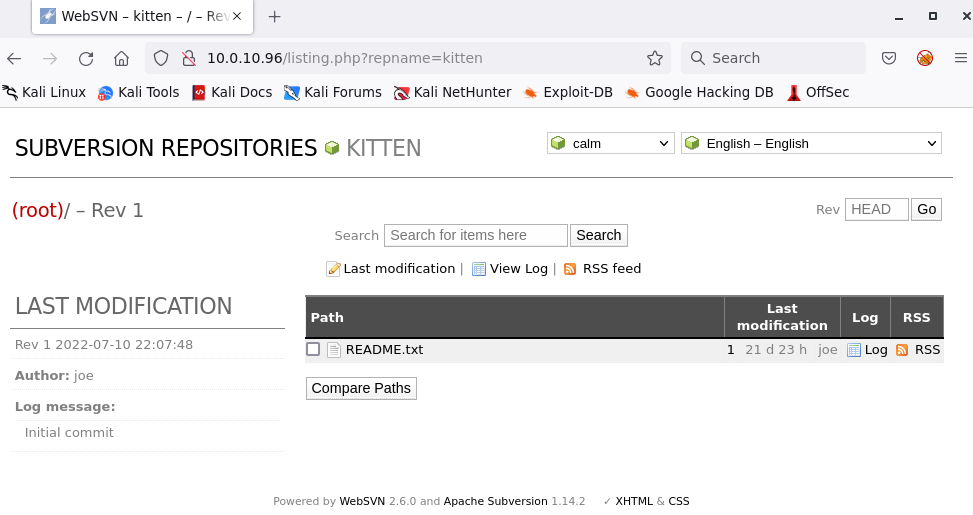 WebSVN – kitten – / – Rev
10.0.10.96/listing.php?repname=kitten
Search
Kali Linux Kali Tools Kali Docs Kali Forums Kali NetHunter Exploit-DB Google Hacking DB OffSec
SUBVERSION REPOSITORIES KITTEN
calm
English – English
(root)/ – Rev 1
Rev HEAD Go
Search Search for items here Search
Last modification | View Log | RSS feed
LAST MODIFICATION
Rev 1 2022-07-10 22:07:48
Author: joe
Log message:
Initial commit
Path Last modification Log RSS
README.txt 1 21 d 23 h joe Log RSS
Compare Paths
Powered by WebSVN 2.6.0 and Apache Subversion 1.14.2 ✓ XHTML & CSS